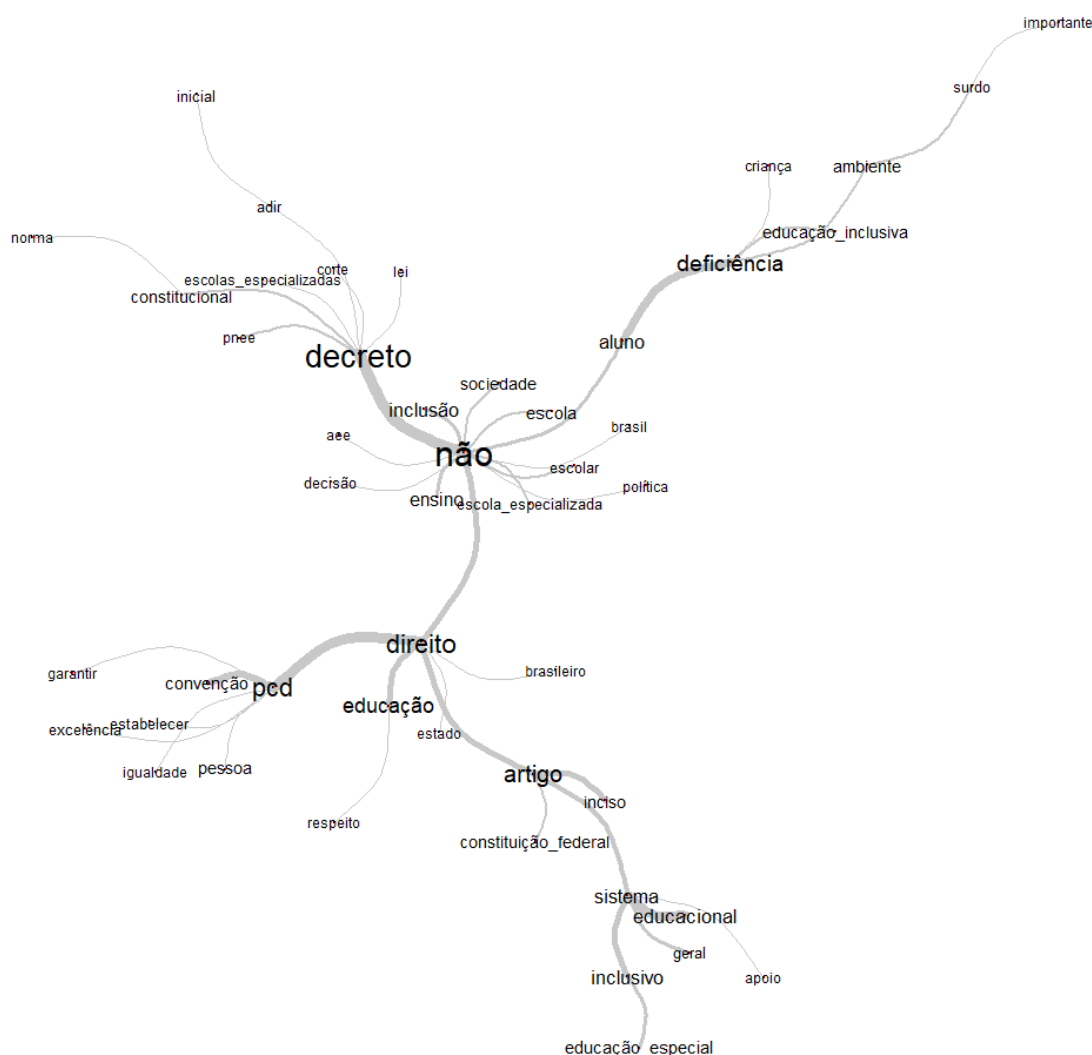 importante
surdo
inicial
criança
ambiente
adir
educação_inclusiva
norma
deficiência
corte
lei
escolas_especializadas
constitucional
pnee
aluno
decreto
sociedade
inclusão
escola
brasil
aee
não
escolar
decisão
política
ensino
escola_especializada
direito
brasileiro
garantir
convenção
pcd
educação
estabelecer
excelência
estado
pessoa
igualdade
artigo
inciso
respeito
constituição_federal
sistema
educacional
geral
inclusivo
apoio
educação_especial